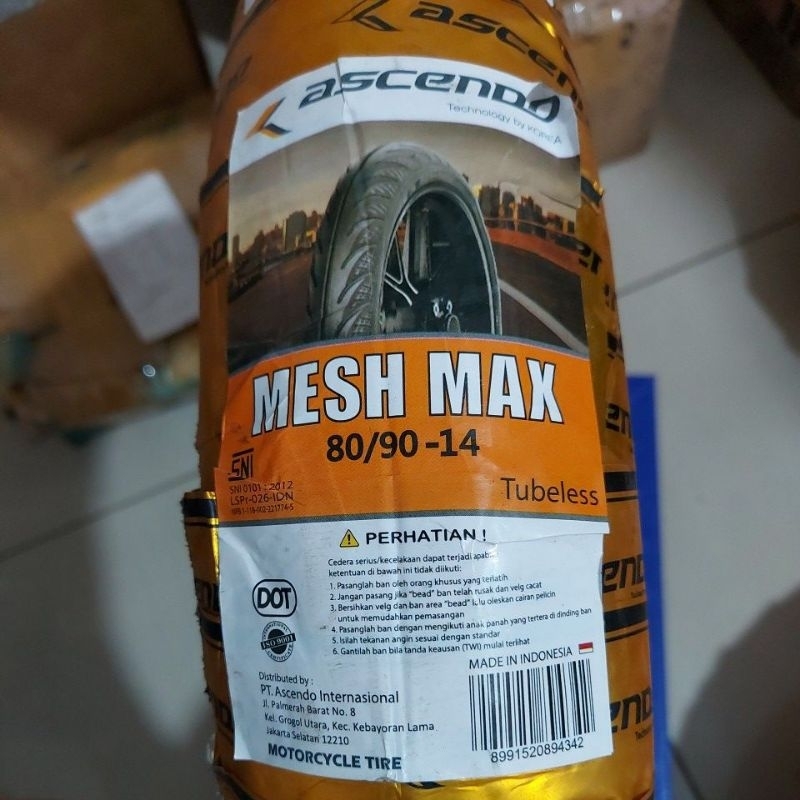 ascendo
ascendo
Technology by KOREA
MESH MAX
80/90 -14
SNI
SNI 0101 : 2012
LSPr-026-IDN
Tubeless
PERHATIAN !
Cedera serius/kecelakaan dapat terjadi apabila
ketentuan di bawah ini tidak diikuti:
1. Pasanglah ban oleh orang khusus yang terlatih
2. Jangan pasang jika "bead" ban telah rusak dan velg cacat
3. Bersihkan velg dan ban area "bead" lalu oleskan cairan pelicin
untuk memudahkan pemasangan
4. Pasanglah ban dengan mengikuti anak panah yang tertera di dinding ban
5. Isilah tekanan angin sesuai dengan standar
6. Gantilah ban bila tanda keausan (TWI) mulai terlihat
DOT
ISO 9001
MADE IN INDONESIA
Distributed by :
PT. Ascendo Internasional
Jl. Palmerah Barat No. 8
Kel. Grogol Utara, Kec. Kebayoran Lama
Jakarta Selatan 12210
MOTORCYCLE TIRE
8991520894342